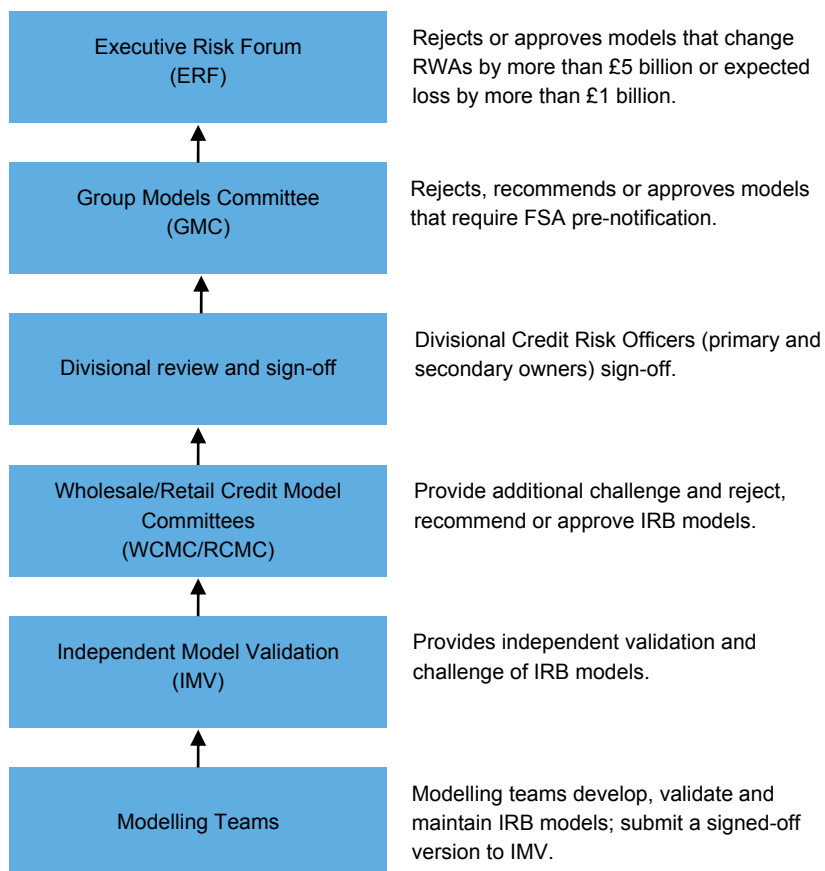 Executive Risk Forum
(ERF)
Rejects or approves models that change
RWAs by more than £5 billion or expected
loss by more than £1 billion.
Group Models Committee
(GMC)
Rejects, recommends or approves models
that require FSA pre-notification.
Divisional review and sign-off
Divisional Credit Risk Officers (primary and
secondary owners) sign-off.
Wholesale/Retail Credit Model
Committees
(WCMC/RCMC)
Provide additional challenge and reject,
recommend or approve IRB models.
Independent Model Validation
(IMV)
Provides independent validation and
challenge of IRB models.
Modelling Teams
Modelling teams develop, validate and
maintain IRB models; submit a signed-off
version to IMV.